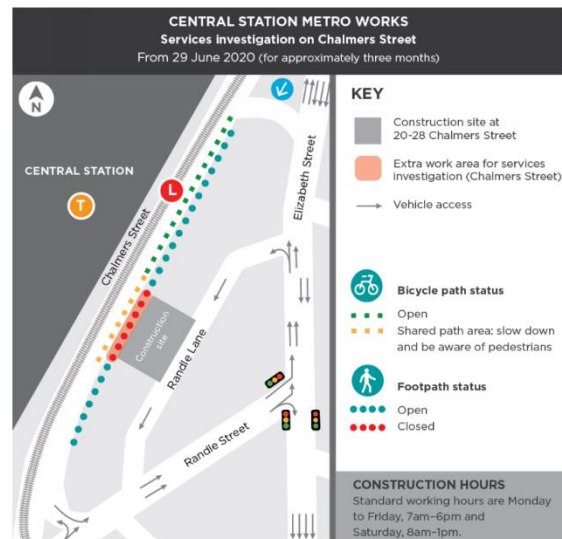 CENTRAL STATION METRO WORKS
Services investigation on Chalmers Street
From 29 June 2020 (for approximately three months)
N
CENTRAL STATION
T
L
Chalmers Street
Elizabeth Street
Construction
site
Randle Lane
Randle Street
KEY
Construction site at
20-28 Chalmers Street
Extra work area for services
investigation (Chalmers Street)
Vehicle access
Bicycle path status
Open
Shared path area: slow down
and be aware of pedestrians
Footpath status
Open
Closed
CONSTRUCTION HOURS
Standard working hours are Monday
to Friday, 7am–6pm and
Saturday, 8am–1pm.